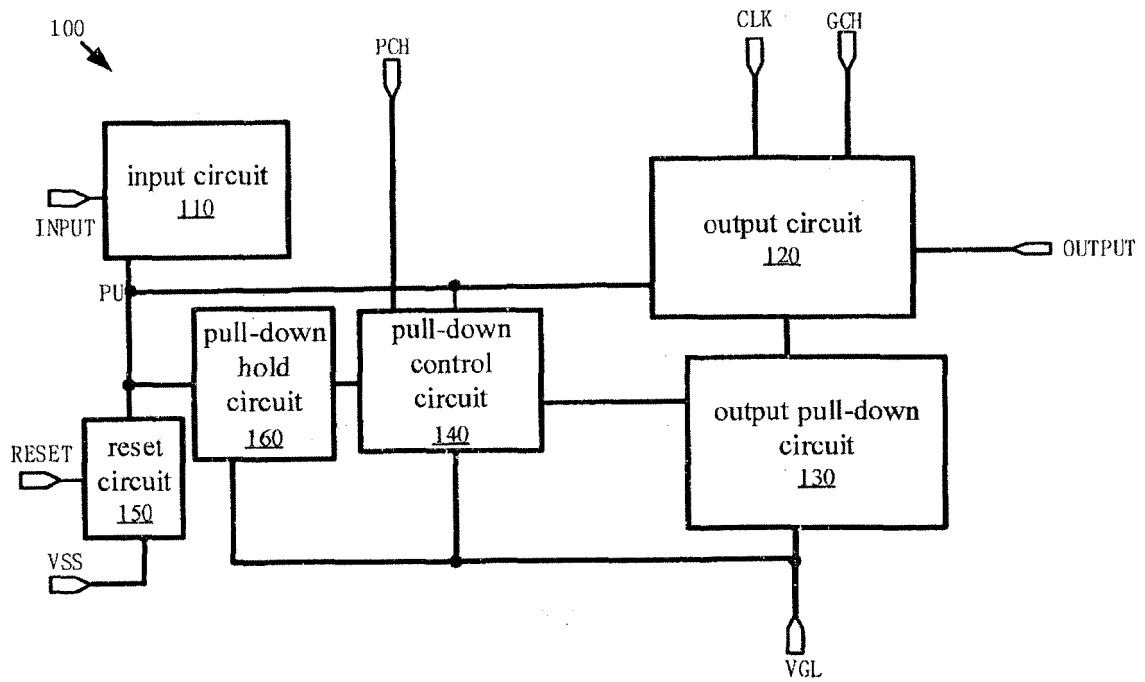 100
PCH
CLK
GCH
input circuit
110
INPUT
output circuit
120
OUTPUT
PU
pull-down
hold
circuit
160
pull-down
control
circuit
140
output pull-down
circuit
130
RESET
reset
circuit
150
VSS
VGL